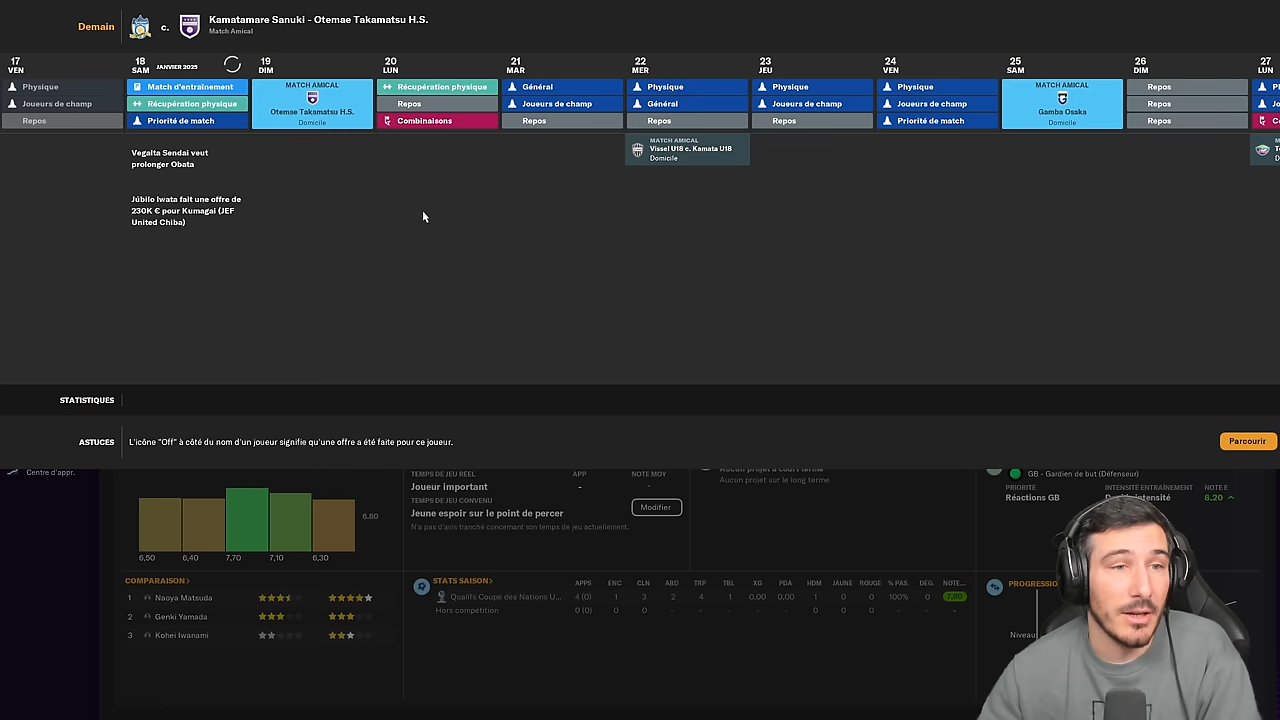 Demain
c.
Kamatamare Sanuki - Otemae Takamatsu H.S.
Match Amical
17
VEN
18
SAM JANVIER 2025
19
DIM
20
LUN
21
MAR
22
MER
23
JEU
24
VEN
25
SAM
26
DIM
27
LUN
Physique
Joueurs de champ
Repos
Match d'entraînement
Récupération physique
Priorité de match
MATCH AMICAL
Otemae Takamatsu H.S.
Domicile
Récupération physique
Repos
Combinaisons
Général
Joueurs de champ
Repos
Physique
Général
Repos
Physique
Joueurs de champ
Repos
Physique
Joueurs de champ
Priorité de match
MATCH AMICAL
Gamba Osaka
Domicile
Repos
Repos
Repos
Vegalta Sendai veut
prolonger Obata
Júbilo Iwata fait une offre de
230K € pour Kumagai (JEF
United Chiba)
MATCH AMICAL
Vissel U18 c. Kamata U18
Domicile
STATISTIQUES
ASTUCES
L'icône "Off" à côté du nom d'un joueur signifie qu'une offre a été faite pour ce joueur.
Parcourir
Centre d'appr.
6.80
6,50 6,40 7,70 7,10 6,30
TEMPS DE JEU RÉEL APP NOTE MOY
Joueur important - -
TEMPS DE JEU CONVENU
Jeune espoir sur le point de percer
Modifier
N'a pas d'avis tranché concernant son temps de jeu actuellement.
Aucun projet à court terme
Aucun projet sur le long terme
GB - Gardien de but (Défenseur)
PRIORITÉ INTENSITÉ ENTRAÎNEMENT NOTE E
Réactions GB
8.20
COMPARAISON >
1 Naoya Matsuda
2 Genki Yamada
3 Kohei Iwanami
STATS SAISON > APPS ENC CLN ABD TRP TBL XG PDA HDM JAUNE ROUGE % PAS. DÉG. NOTE...
Qualifs Coupe des Nations U... 4 (0) 1 3 2 4 1 0,00 0,00 1 0 0 100% 0 7,60
Hors compétition 0 (0) 0 0 - - - - - 0 0 0 - - -
PROGRESSIO
Niveau